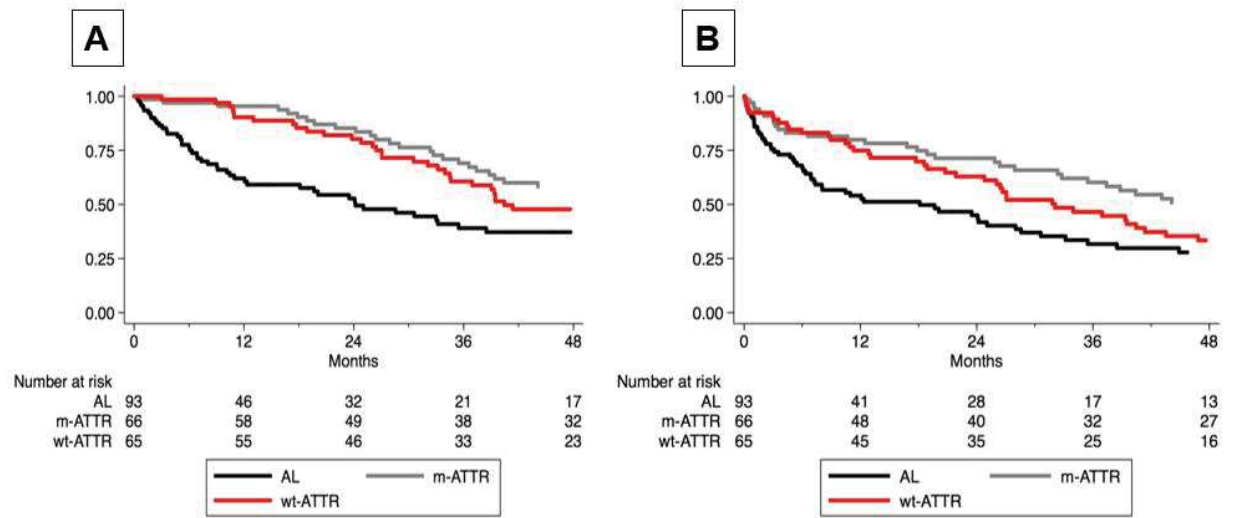 A
1.00
0.75
0.50
0.25
0.00
0 12 24 36 48
Months
Number at risk
AL 93 46 32 21 17
m-ATTR 66 58 49 38 32
wt-ATTR 65 55 46 33 23
AL m-ATTR
wt-ATTR
B
1.00
0.75
0.50
0.25
0.00
0 12 24 36 48
Months
Number at risk
AL 93 41 28 17 13
m-ATTR 66 48 40 32 27
wt-ATTR 65 45 35 25 16
AL m-ATTR
wt-ATTR